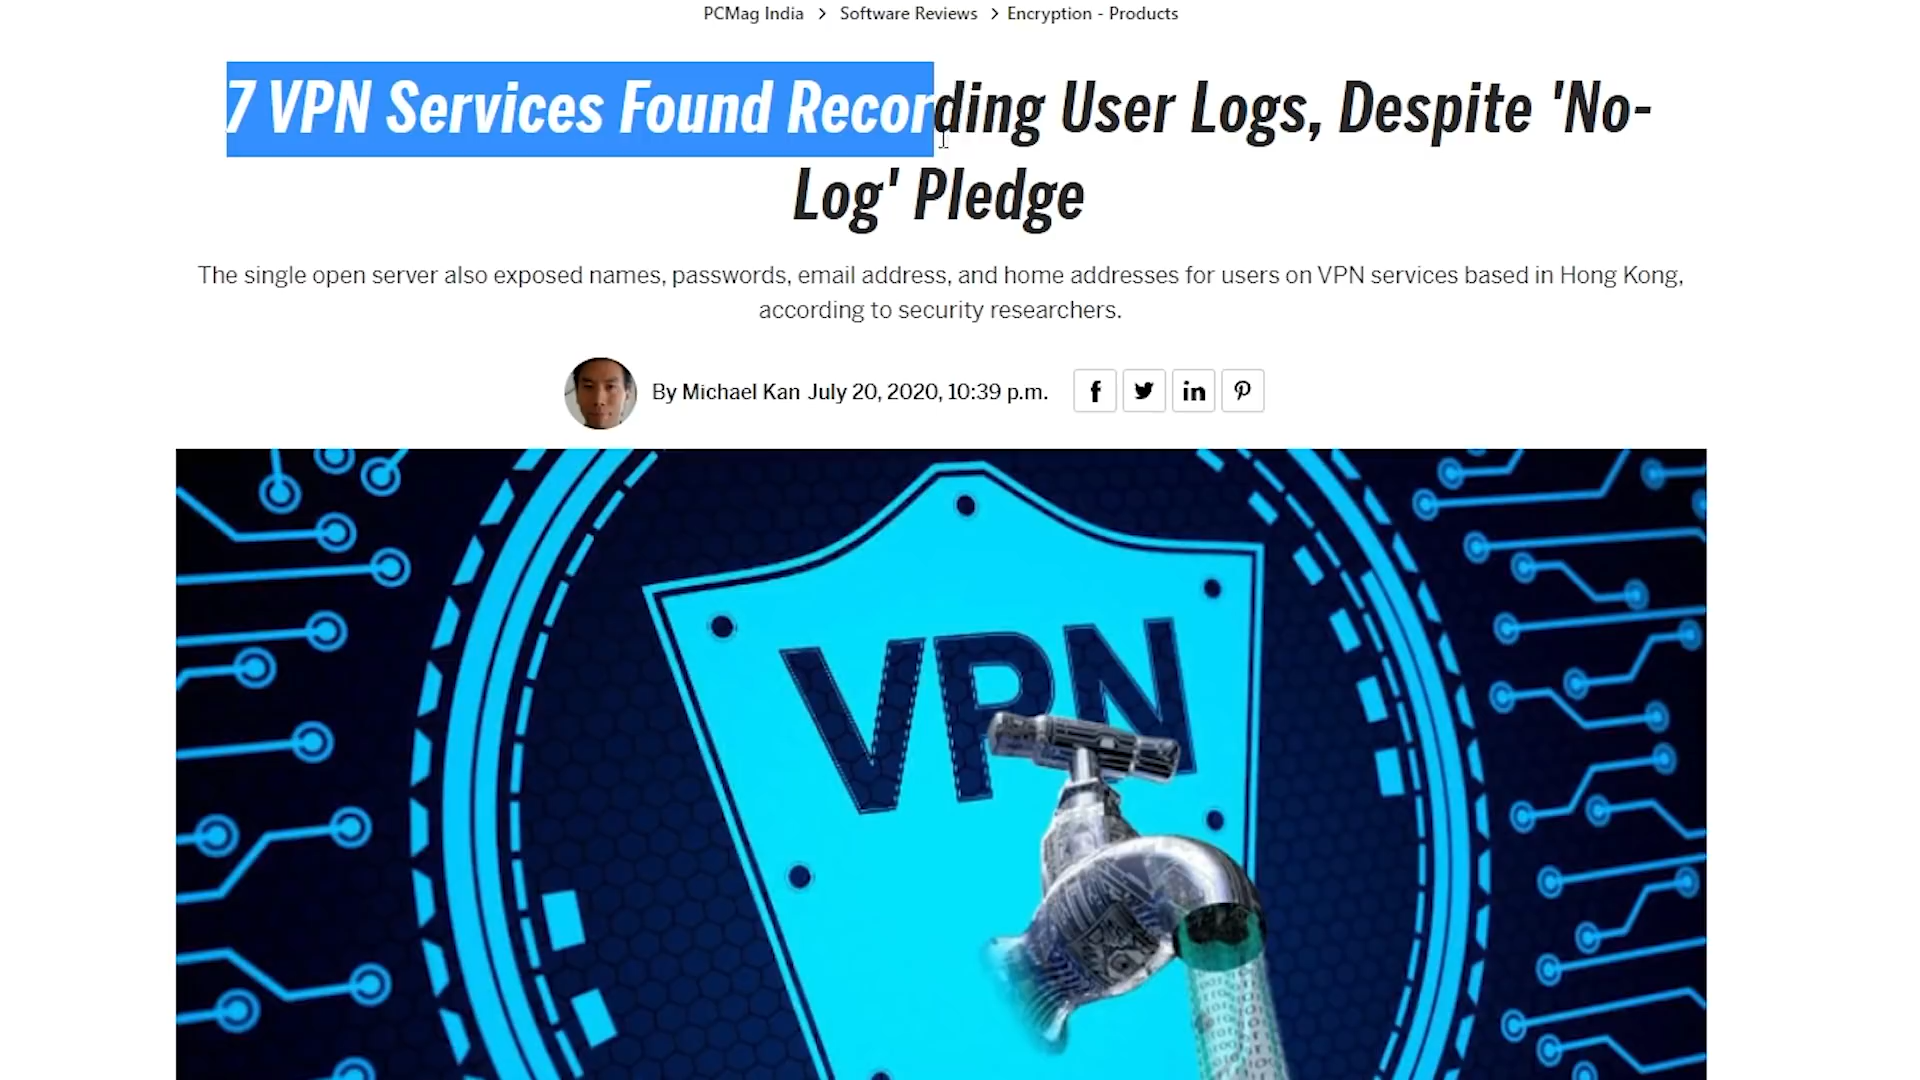 PCMag India > Software Reviews > Encryption - Products
7 VPN Services Found Recording User Logs, Despite 'No-
Log' Pledge
The single open server also exposed names, passwords, email address, and home addresses for users on VPN services based in Hong Kong,
according to security researchers.
By Michael Kan July 20, 2020, 10:39 p.m.
VPN